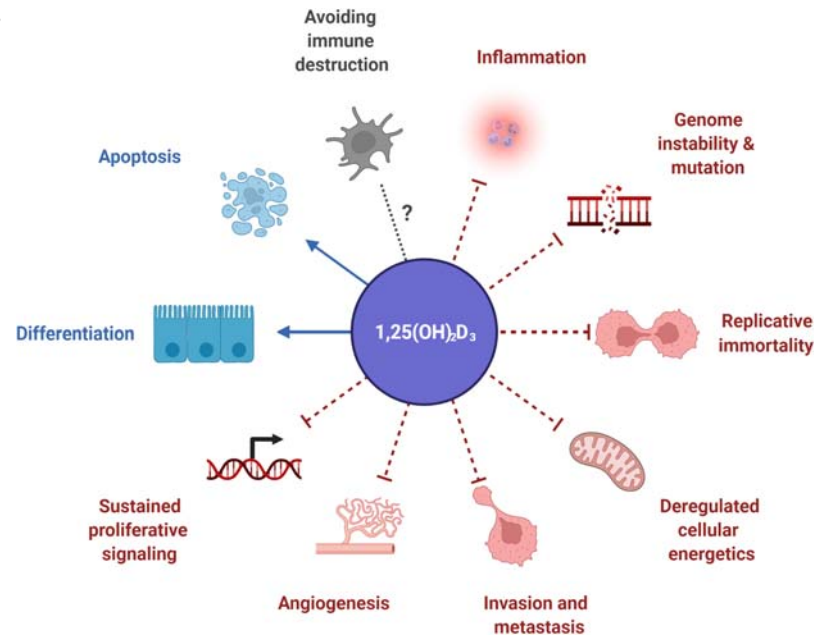 Avoiding
immune
destruction
Inflammation
Genome
instability &
mutation
Apoptosis
?
Differentiation
1,25(OH)₂D₃
Replicative
immortality
Sustained
proliferative
signaling
Deregulated
cellular
energetics
Angiogenesis
Invasion and
metastasis